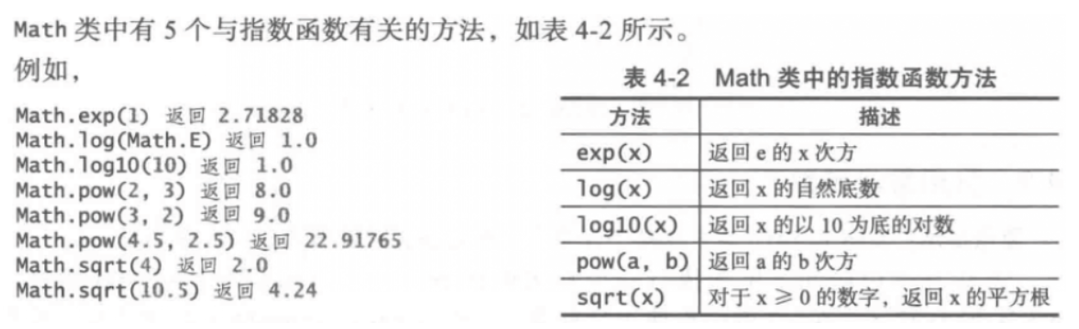 Math 类中有 5 个与指数函数有关的方法，如表 4-2 所示。
例如，
Math.exp(1) 返回 2.71828
Math.log(Math.E) 返回 1.0
Math.log10(10) 返回 1.0
Math.pow(2, 3) 返回 8.0
Math.pow(3, 2) 返回 9.0
Math.pow(4.5, 2.5) 返回 22.91765
Math.sqrt(4) 返回 2.0
Math.sqrt(10.5) 返回 4.24
表 4-2 Math 类中的指数函数方法
方法 描述
exp(x) 返回 e 的 x 次方
log(x) 返回 x 的自然底数
log10(x) 返回 x 的以 10 为底的对数
pow(a, b) 返回 a 的 b 次方
sqrt(x) 对于 x ≥ 0 的数字，返回 x 的平方根